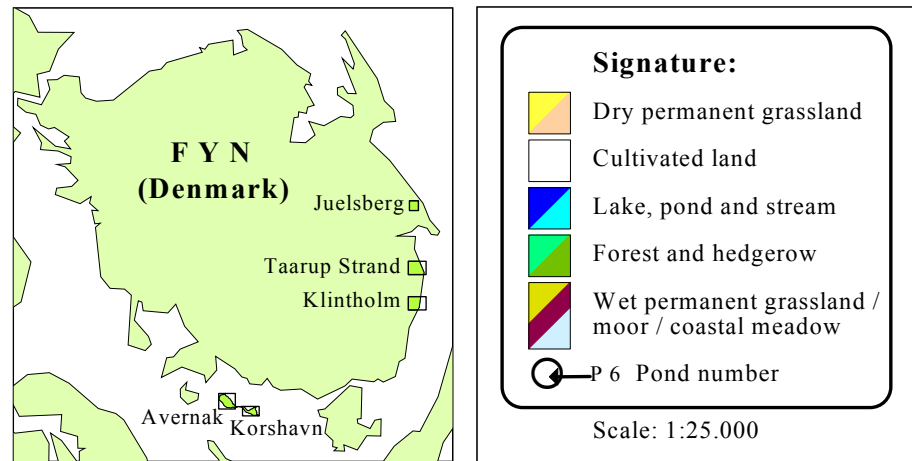 F Y N
(Denmark)
Juelsberg
Taarup Strand
Klintholm
Avernak
Korshavn
Signature:
Dry permanent grassland
Cultivated land
Lake, pond and stream
Forest and hedgerow
Wet permanent grassland /
moor / coastal meadow
P 6 Pond number
Scale: 1:25.000